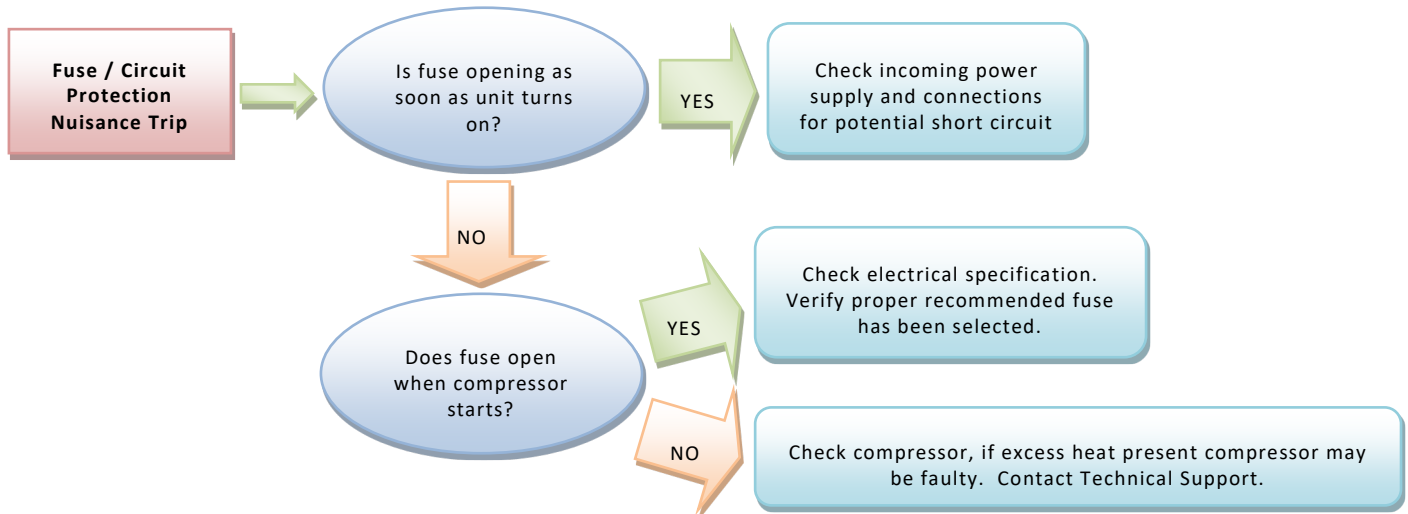 Fuse / Circuit
Protection
Nuisance Trip
Is fuse opening as
soon as unit turns
on?
YES
Check incoming power
supply and connections
for potential short circuit
NO
Does fuse open
when compressor
starts?
YES
Check electrical specification.
Verify proper recommended fuse
has been selected.
NO
Check compressor, if excess heat present compressor may
be faulty. Contact Technical Support.